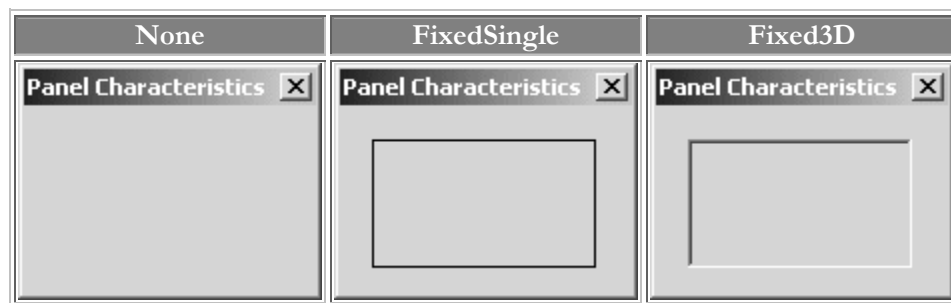 None FixedSingle Fixed3D
Panel Characteristics Panel Characteristics Panel Characteristics